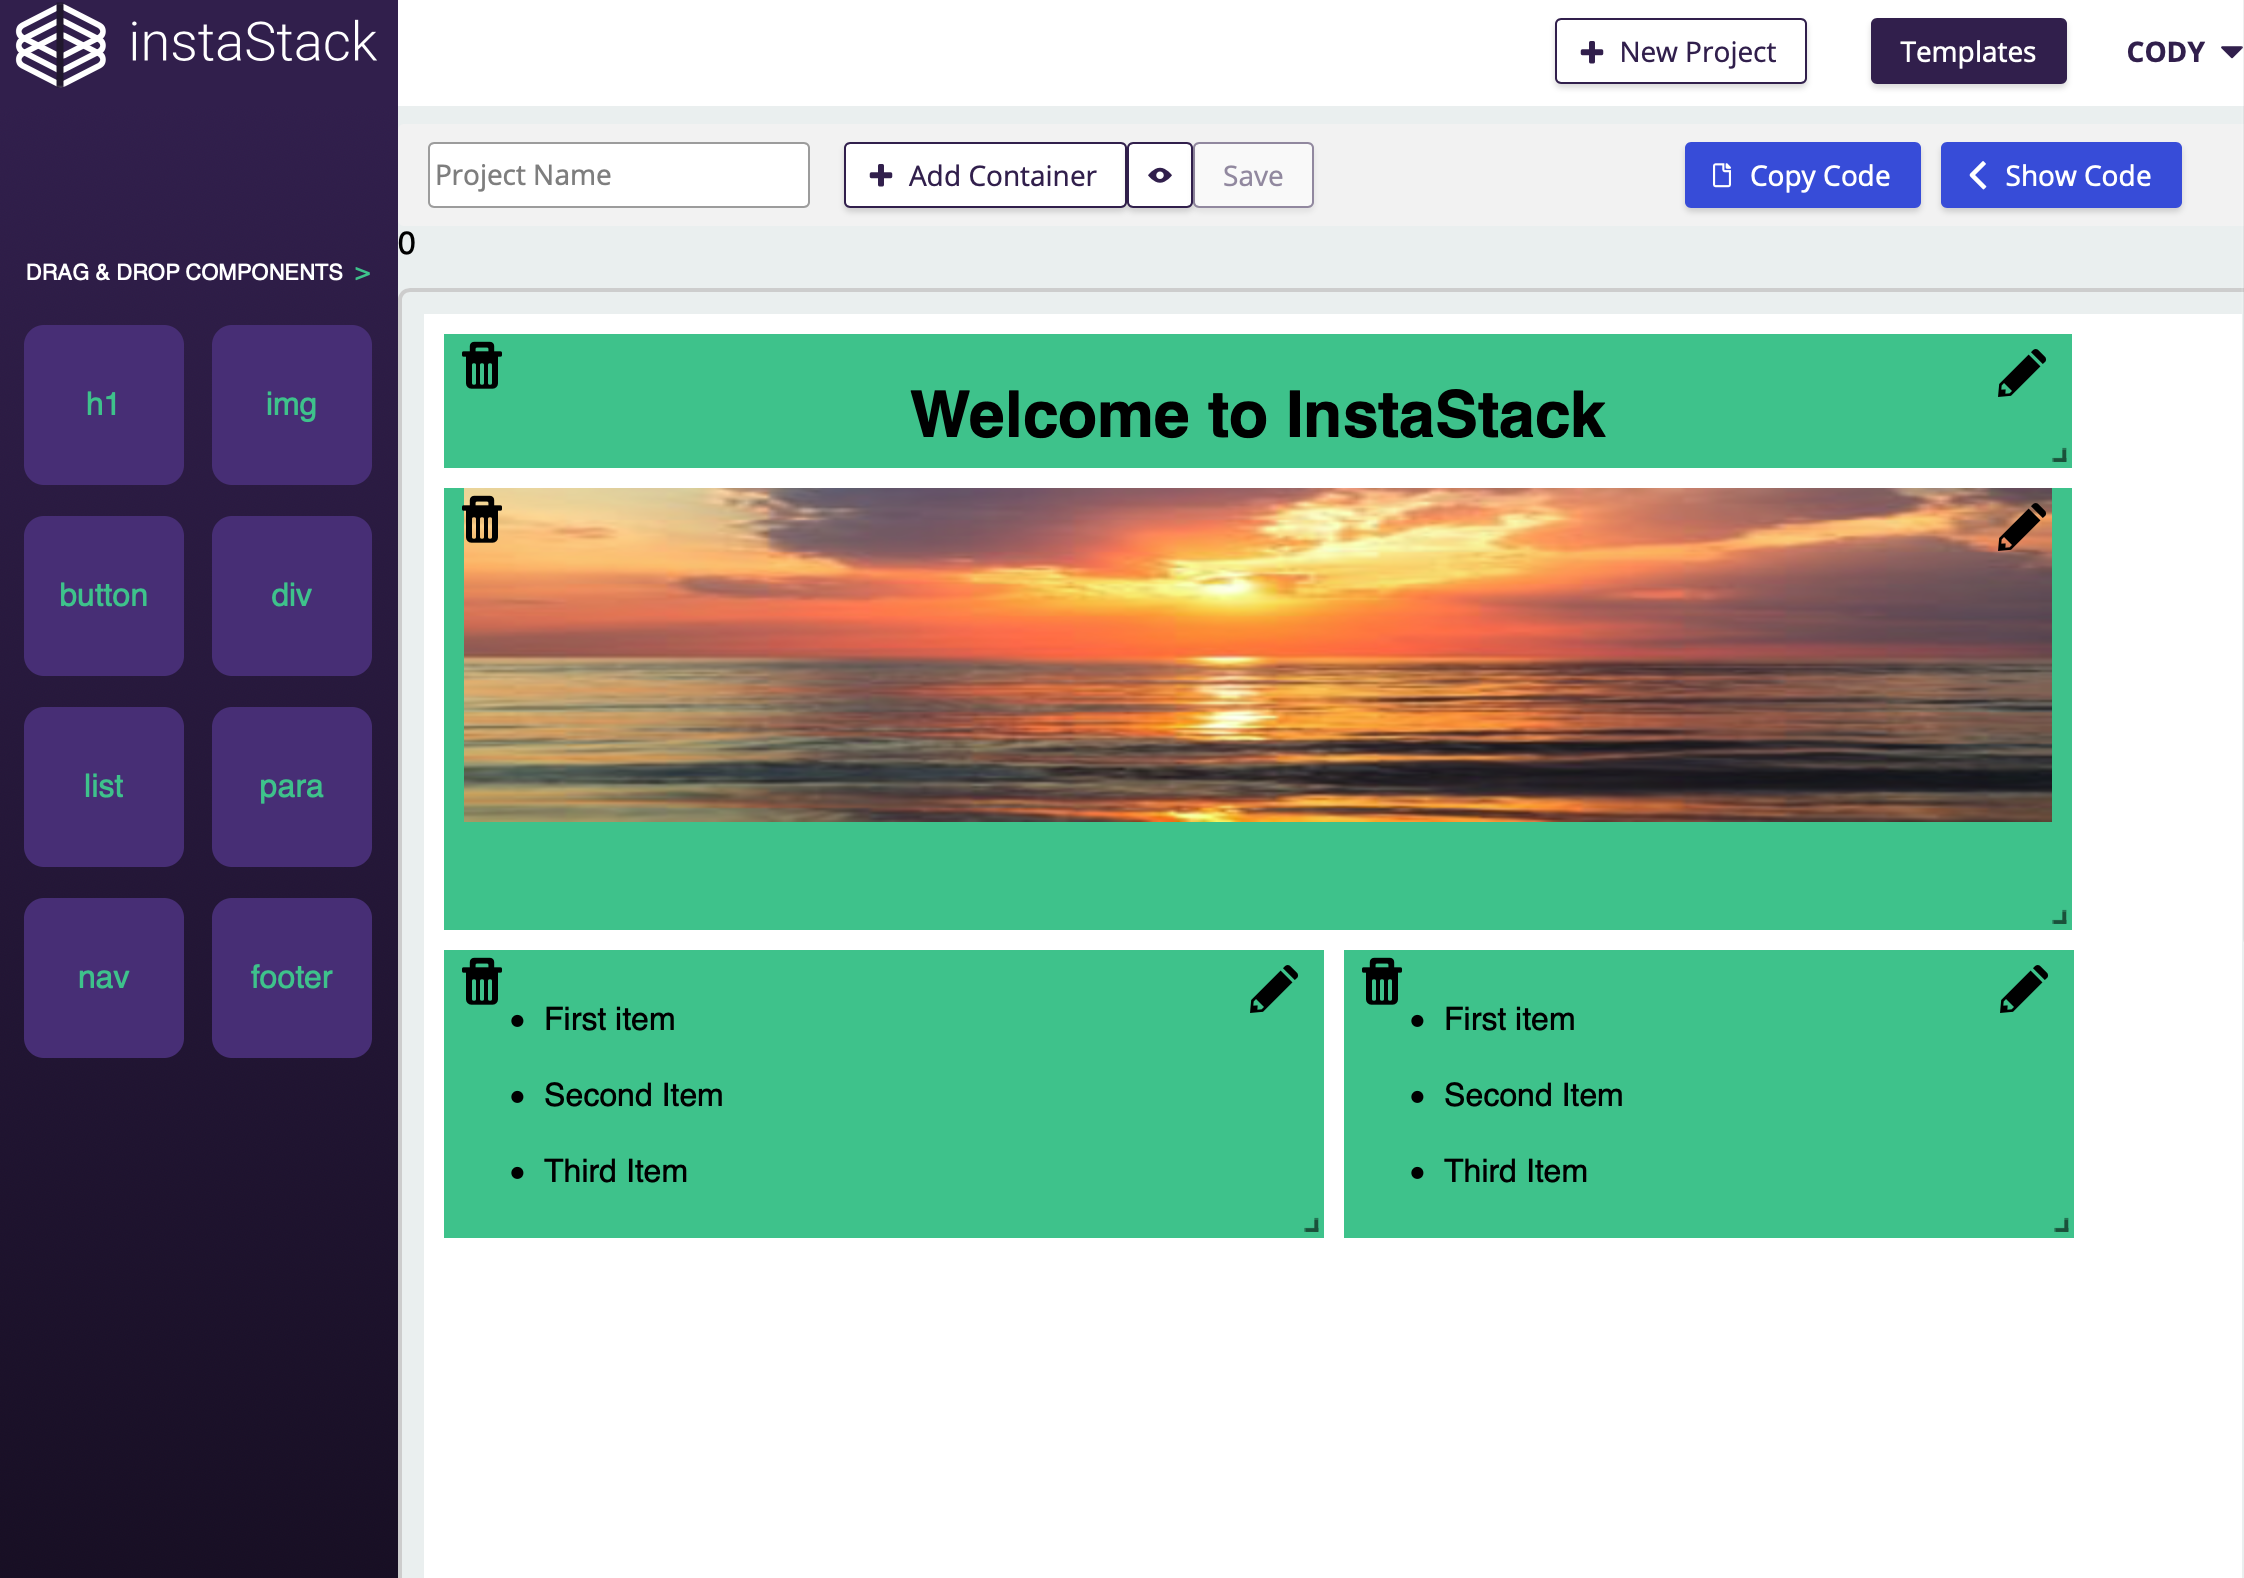 instaStack
+ New Project
Templates
CODY
Project Name
+ Add Container
Save
Copy Code
< Show Code
0
DRAG & DROP COMPONENTS >
h1
img
button
div
list
para
nav
footer
Welcome to InstaStack
• First item
• Second Item
• Third Item
• First item
• Second Item
• Third Item